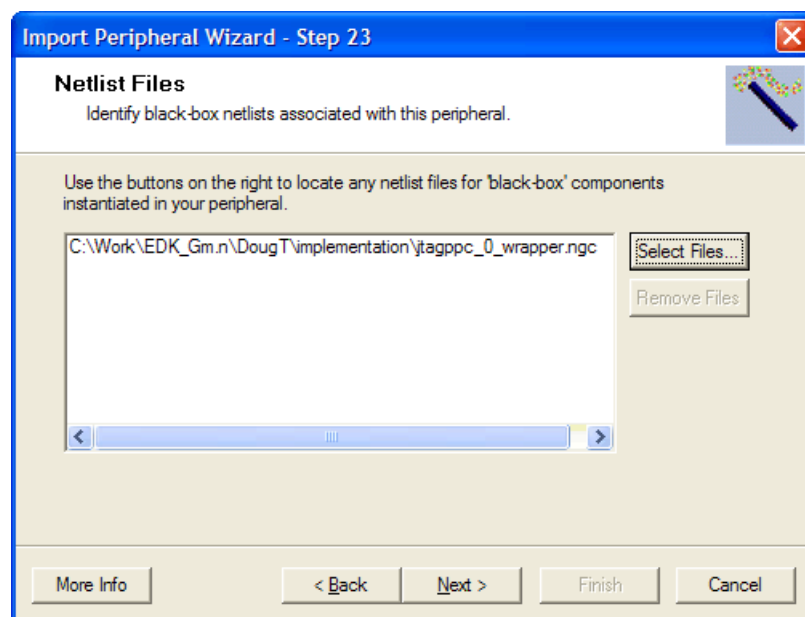 Import Peripheral Wizard - Step 23
Netlist Files
Identify black-box netlists associated with this peripheral.
Use the buttons on the right to locate any netlist files for 'black-box' components
instantiated in your peripheral.
C:\Work\EDK_Gm.n\DougT\implementation\jtagppc_0_wrapper.ngc
Select Files...
Remove Files
More Info
< Back
Next >
Finish
Cancel